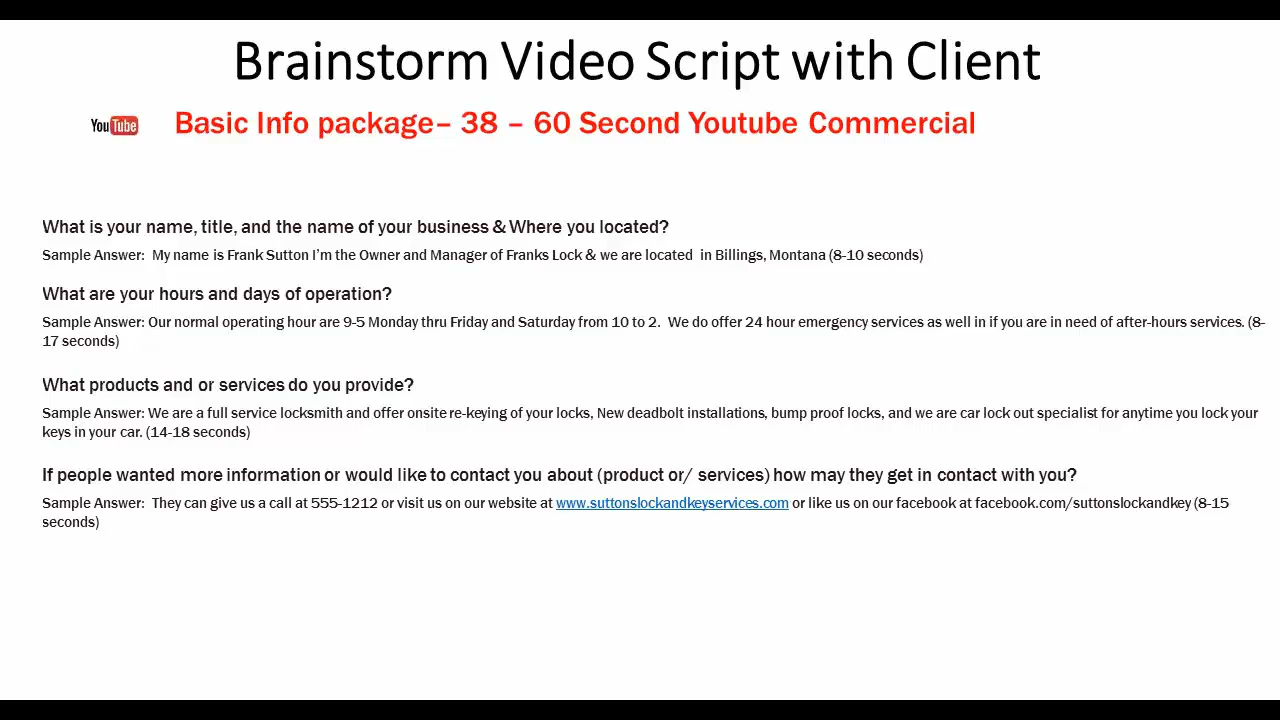 Brainstorm Video Script with Client
YouTube Basic Info package– 38 – 60 Second Youtube Commercial
What is your name, title, and the name of your business & Where you located?
Sample Answer:  My name is Frank Sutton I'm the Owner and Manager of Franks Lock & we are located  in Billings, Montana (8-10 seconds)
What are your hours and days of operation?
Sample Answer: Our normal operating hour are 9-5 Monday thru Friday and Saturday from 10 to 2.  We do offer 24 hour emergency services as well in if you are in need of after-hours services. (8-
17 seconds)
What products and or services do you provide?
Sample Answer: We are a full service locksmith and offer onsite re-keying of your locks, New deadbolt installations, bump proof locks, and we are car lock out specialist for anytime you lock your
keys in your car. (14-18 seconds)
If people wanted more information or would like to contact you about (product or/ services) how may they get in contact with you?
Sample Answer:  They can give us a call at 555-1212 or visit us on our website at www.suttonslockandkeyservices.com or like us on our facebook at facebook.com/suttonslockandkey (8-15
seconds)